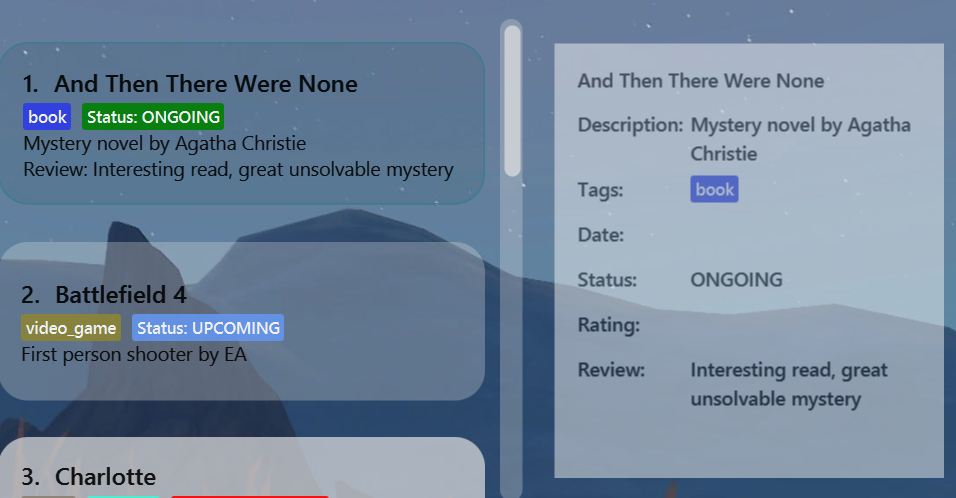 1. And Then There Were None
book Status: ONGOING
Mystery novel by Agatha Christie
Review: Interesting read, great unsolvable mystery
2. Battlefield 4
video_game Status: UPCOMING
First person shooter by EA
3. Charlotte
And Then There Were None
Description: Mystery novel by Agatha
Christie
Tags: book
Date:
Status: ONGOING
Rating:
Review: Interesting read, great
unsolvable mystery